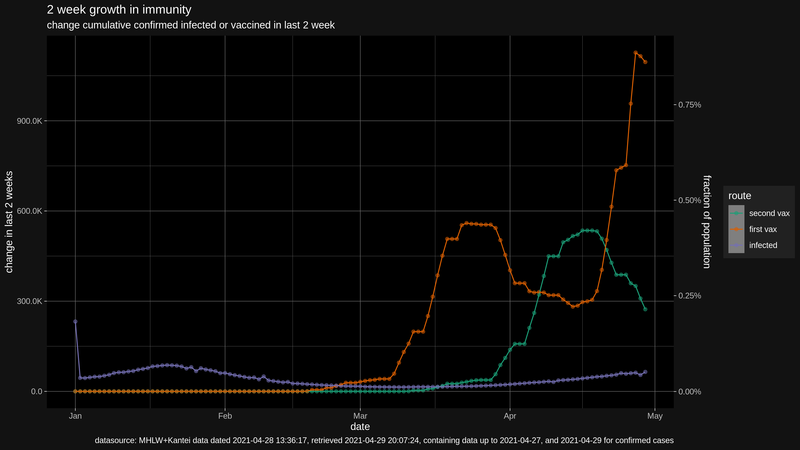 2 week growth in immunity
change cumulative confirmed infected or vaccined in last 2 week
900.0K
600.0K
300.0K
0.0
change in last 2 weeks
0.75%
0.50%
0.25%
0.00%
fraction of population
route
second vax
first vax
infected
Jan
Feb
Mar
Apr
May
date
datasource: MHLW+Kantei data dated 2021-04-28 13:36:17, retrieved 2021-04-29 20:07:24, containing data up to 2021-04-27, and 2021-04-29 for confirmed cases